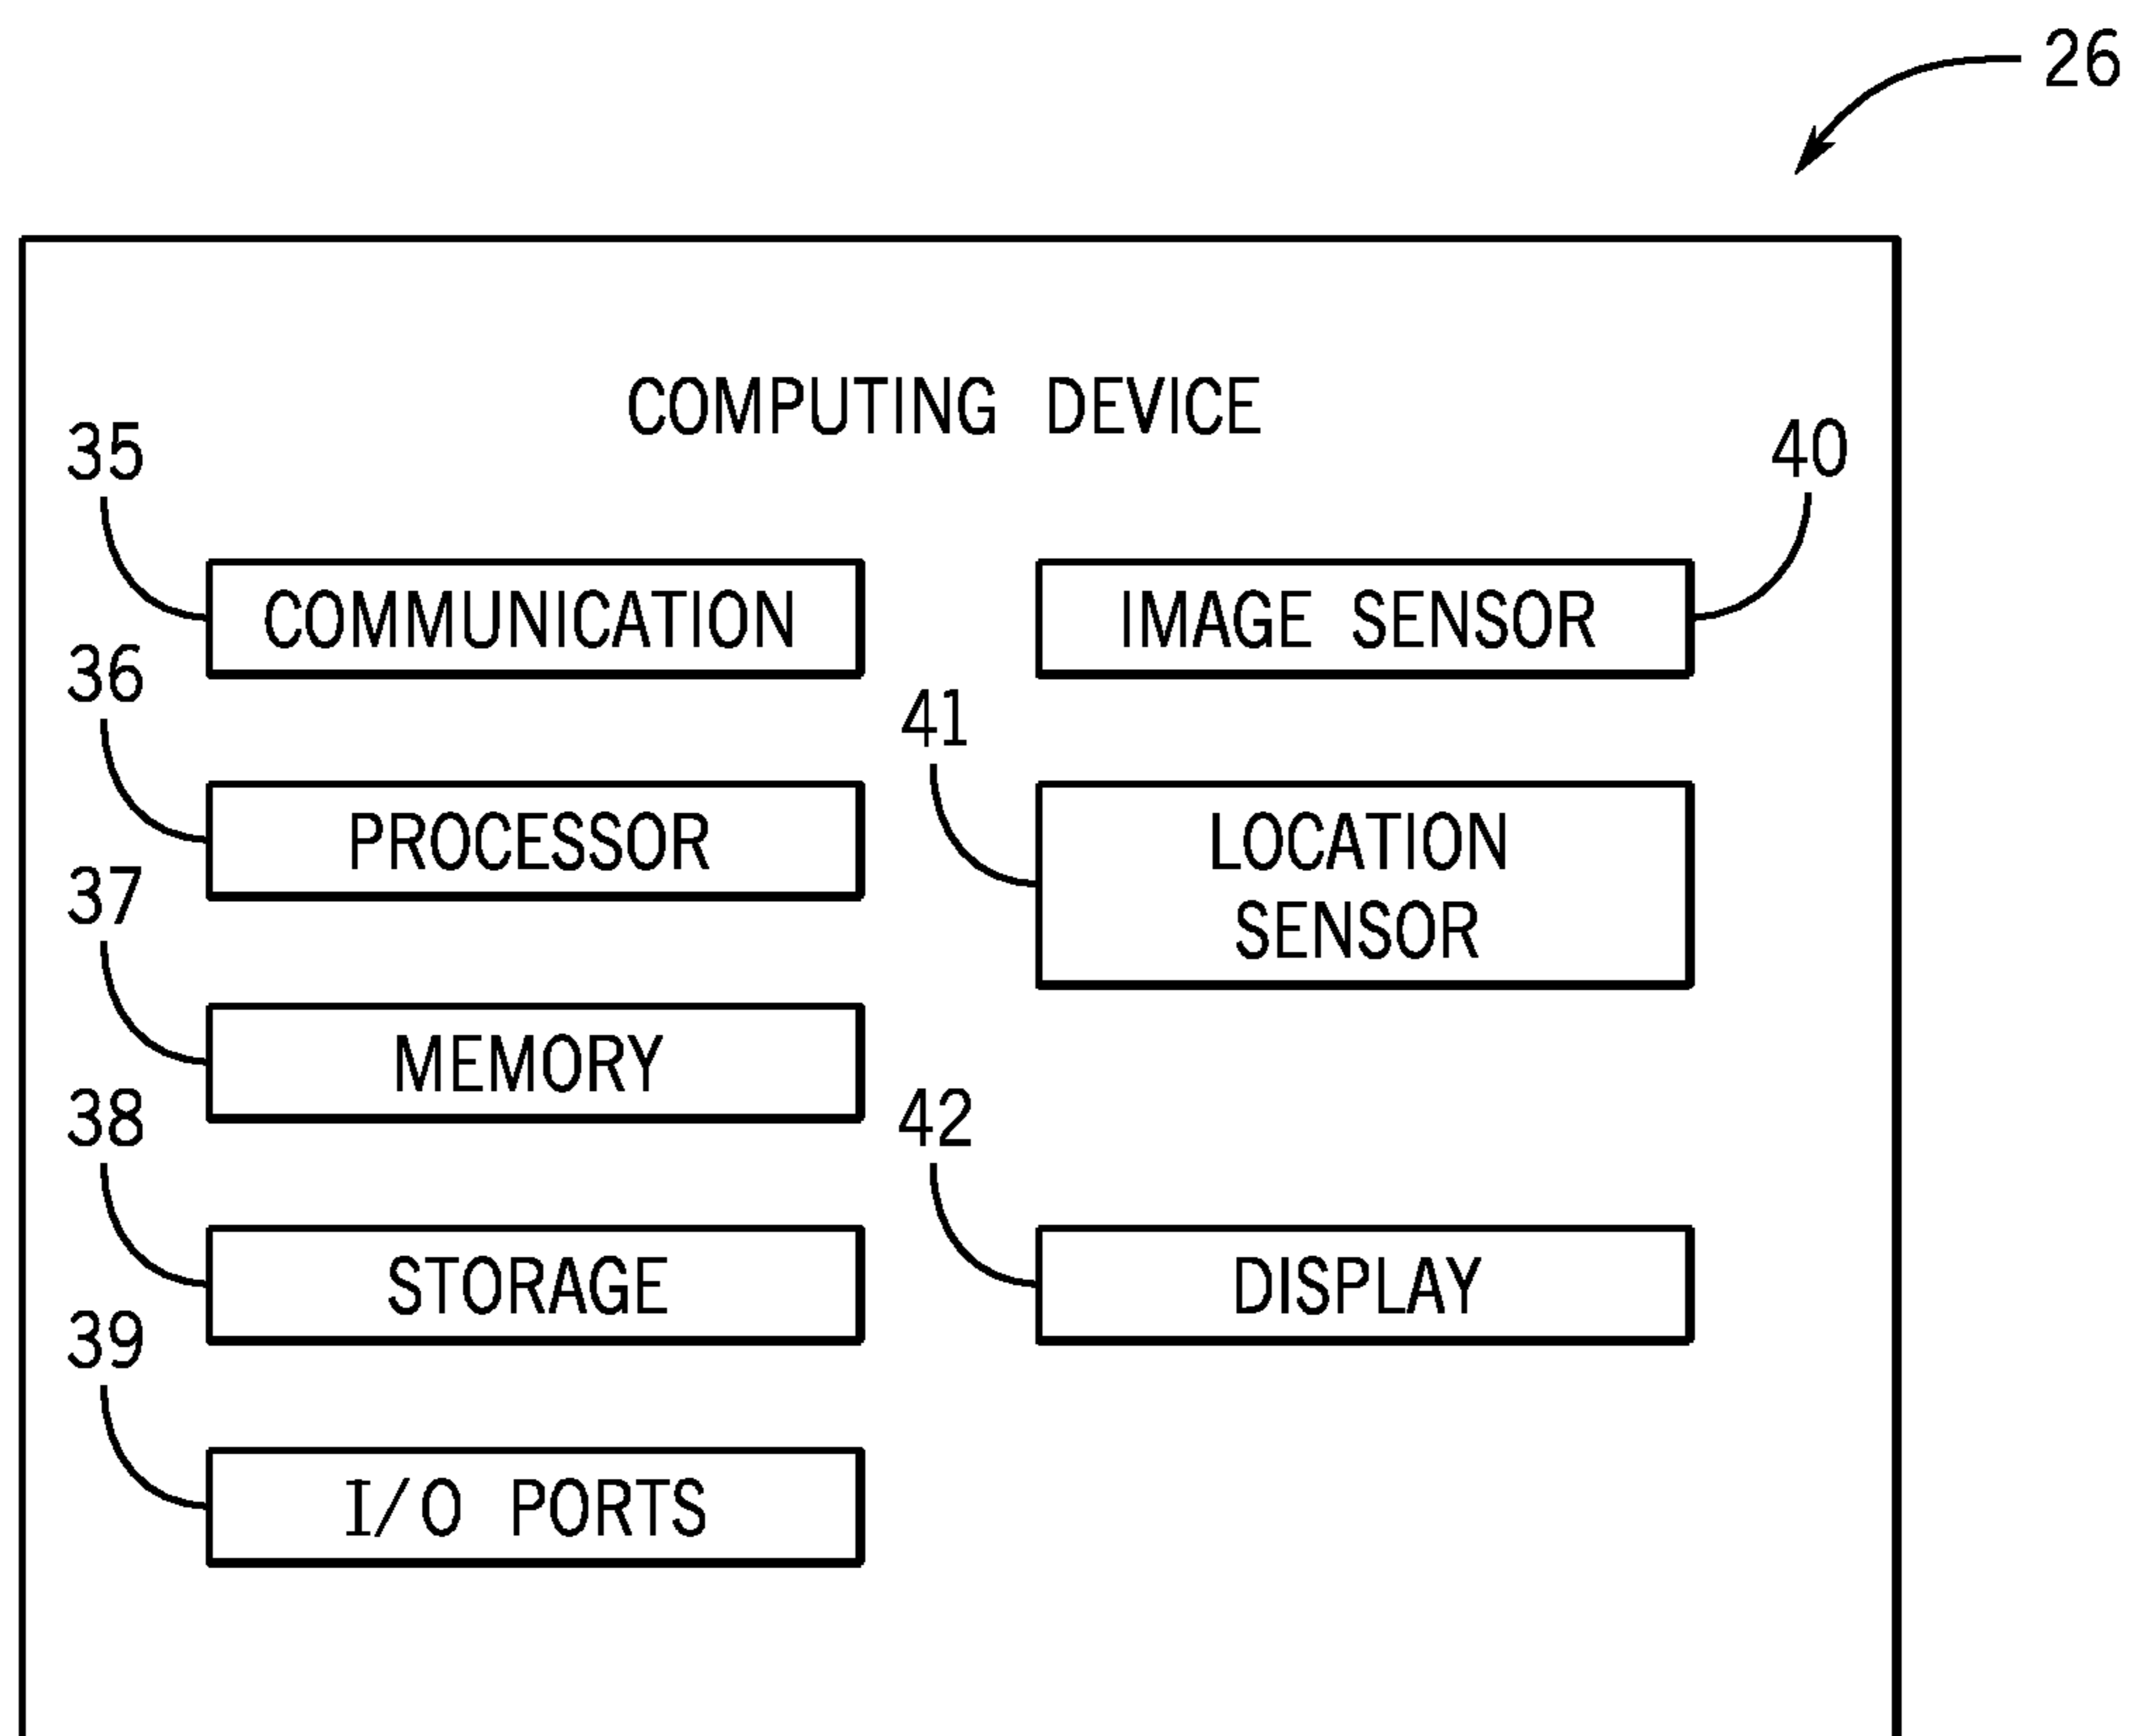 26
COMPUTING DEVICE
35
40
COMMUNICATION
IMAGE SENSOR
36
41
PROCESSOR
LOCATION
SENSOR
37
MEMORY
38
42
STORAGE
DISPLAY
39
I/O PORTS